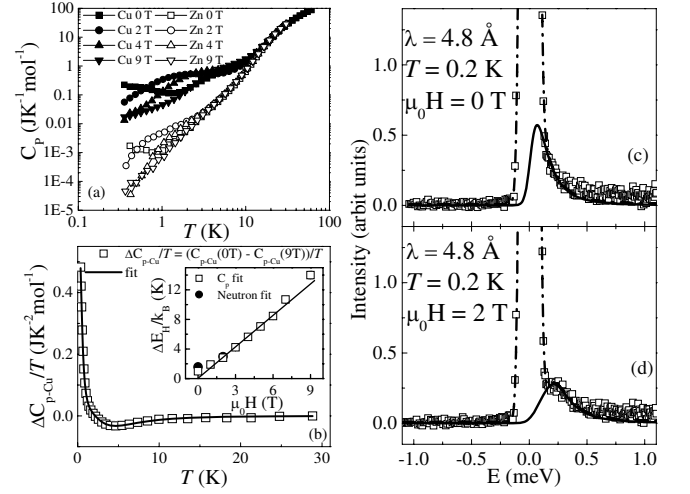 Cu 0 T Zn 0 T
Cu 2 T Zn 2 T
Cu 4 T Zn 4 T
Cu 9 T Zn 9 T
100
10
1
0.1
0.01
1E-3
1E-4
1E-5
C_P (JK⁻¹mol⁻¹)
(a)
0.1 1 10 100
T (K)
ΔC_p-Cu/T = (C_p-Cu(0T) - C_p-Cu(9T))/T
fit
0.4
0.2
0.0
ΔC_p-Cu/T (JK⁻²mol⁻¹)
C_p fit
Neutron fit
16
12
8
4
0
ΔE_H/k_B (K)
0 3 6 9
μ₀H (T)
(b)
0 10 20 30
T (K)
λ = 4.8 Å
T = 0.2 K
μ₀H = 0 T
(c)
1.0
0.5
0.0
Intensity (arbit units)
λ = 4.8 Å
T = 0.2 K
μ₀H = 2 T
(d)
1.0
0.5
0.0
-1.0 -0.5 0.0 0.5 1.0
E (meV)